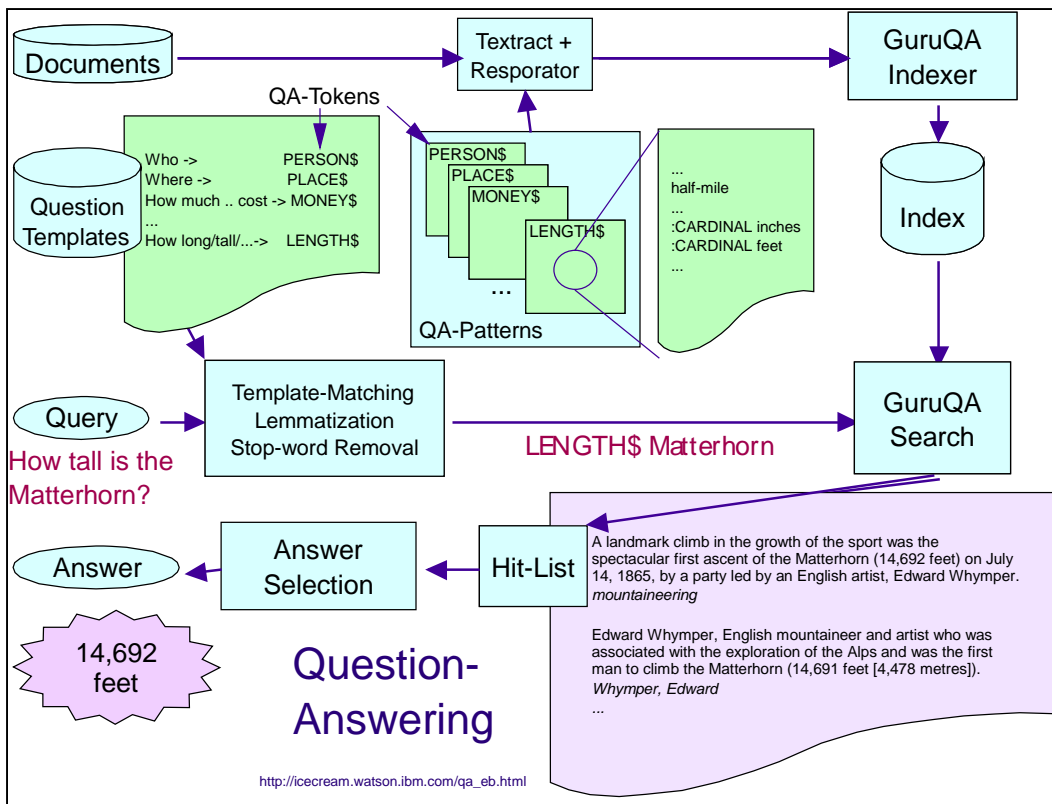 Documents
Textract +
Resporator
GuruQA
Indexer
QA-Tokens
Question
Templates
Who -> PERSON$
Where -> PLACE$
How much .. cost -> MONEY$
...
How long/tall/...-> LENGTH$
PERSON$
PLACE$
MONEY$
LENGTH$
...
QA-Patterns
...
half-mile
...
:CARDINAL inches
:CARDINAL feet
...
Index
Query
How tall is the
Matterhorn?
Template-Matching
Lemmatization
Stop-word Removal
LENGTH$ Matterhorn
GuruQA
Search
Answer
14,692
feet
Answer
Selection
Hit-List
A landmark climb in the growth of the sport was the
spectacular first ascent of the Matterhorn (14,692 feet) on July
14, 1865, by a party led by an English artist, Edward Whymper.
mountaineering
Edward Whymper, English mountaineer and artist who was
associated with the exploration of the Alps and was the first
man to climb the Matterhorn (14,691 feet [4,478 metres]).
Whymper, Edward
...
Question-
Answering
http://icecream.watson.ibm.com/qa_eb.html